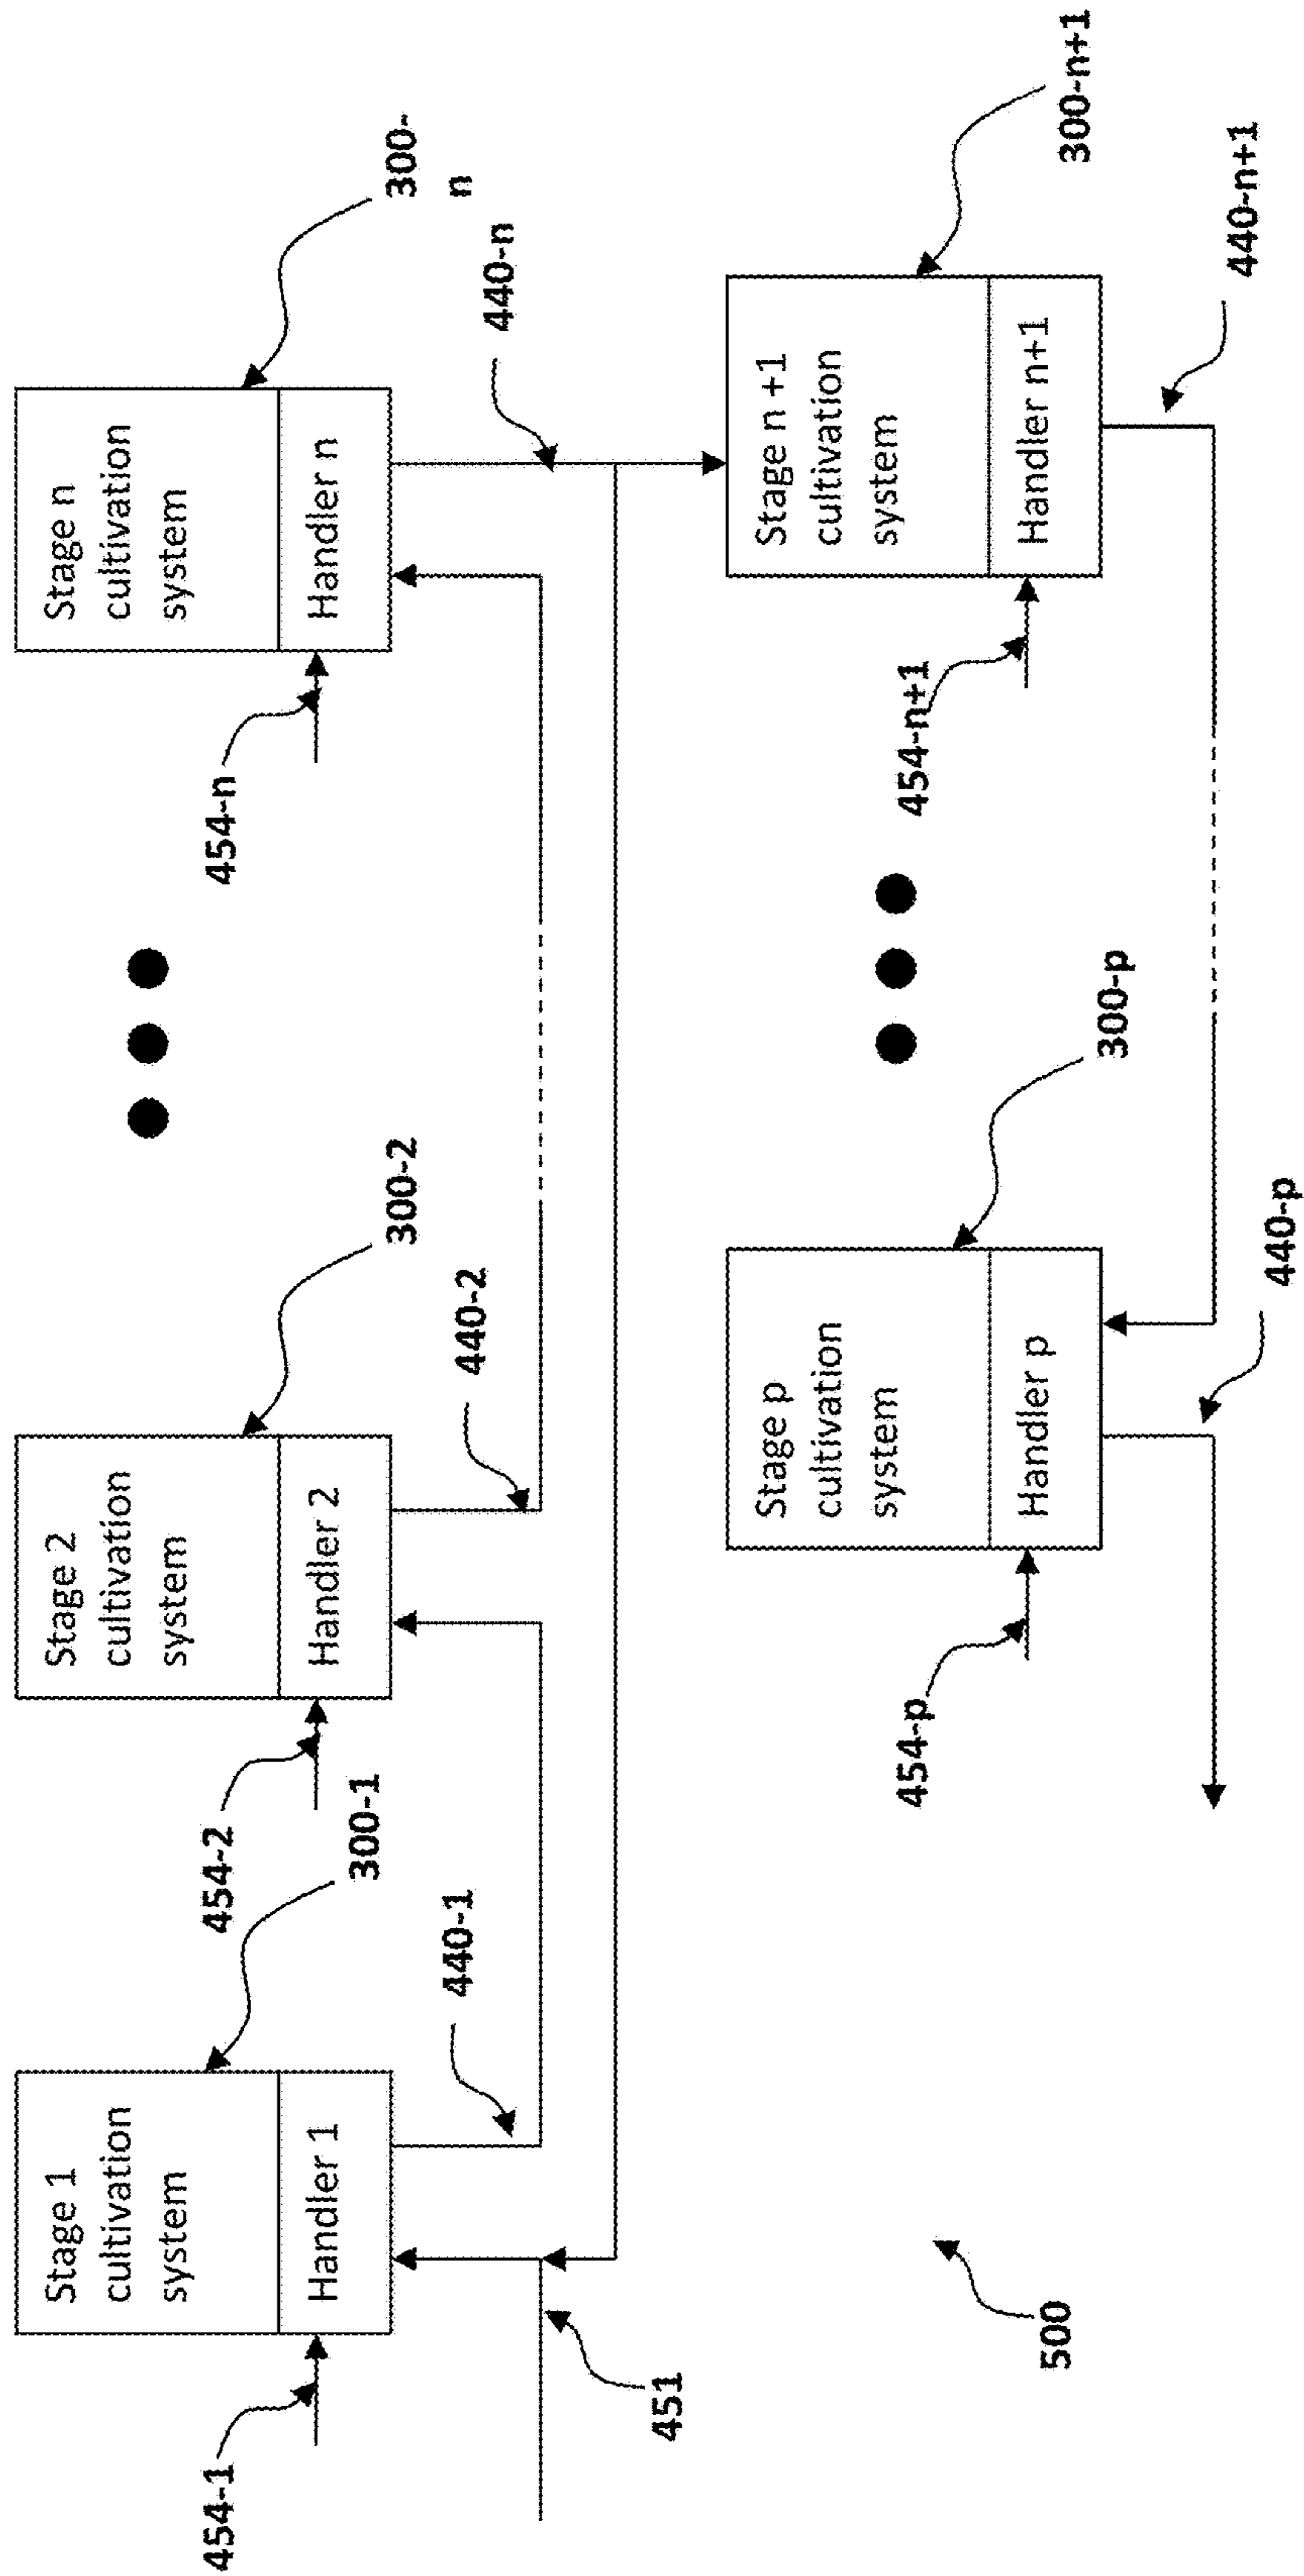 454-1
Stage 1
cultivation
system
Handler 1
300-1
440-1
451
454-2
Stage 2
cultivation
system
Handler 2
300-2
440-2
454-n
Stage n
cultivation
system
Handler n
300-
n
440-n
454-p
Stage p
cultivation
system
Handler p
300-p
440-p
454-n+1
Stage n +1
cultivation
system
Handler n+1
300-n+1
440-n+1
500